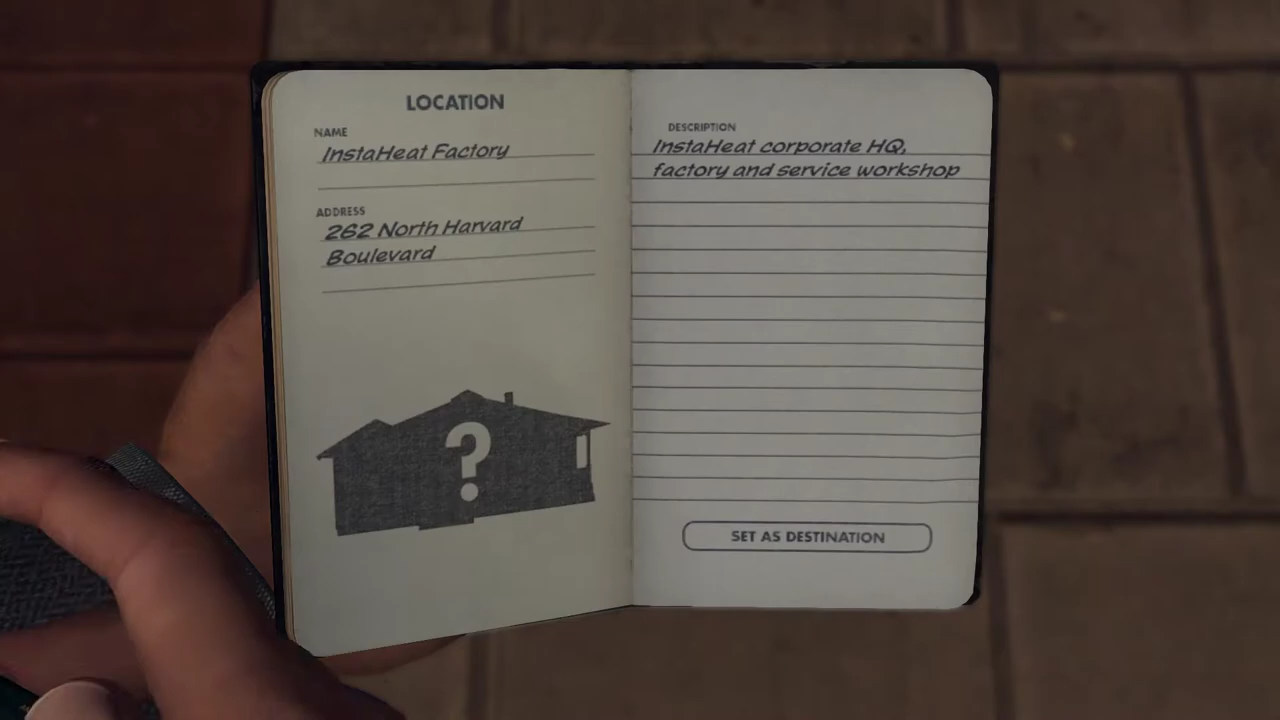 LOCATION
NAME
InstaHeat Factory
ADDRESS
262 North Harvard
Boulevard
?
DESCRIPTION
InstaHeat corporate HQ,
factory and service workshop
SET AS DESTINATION